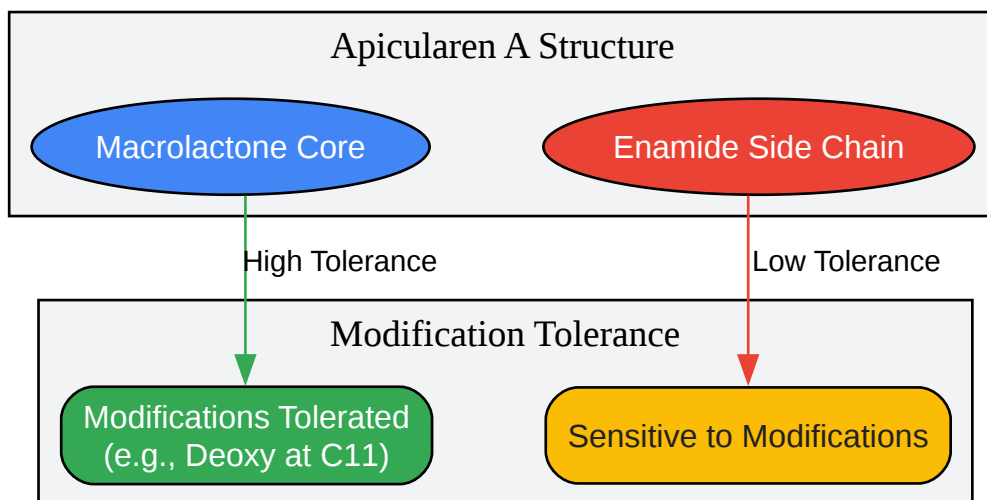 Apicularen A Structure
Macrolactone Core
Enamide Side Chain
High Tolerance
Low Tolerance
Modification Tolerance
Modifications Tolerated
(e.g., Deoxy at C11)
Sensitive to Modifications